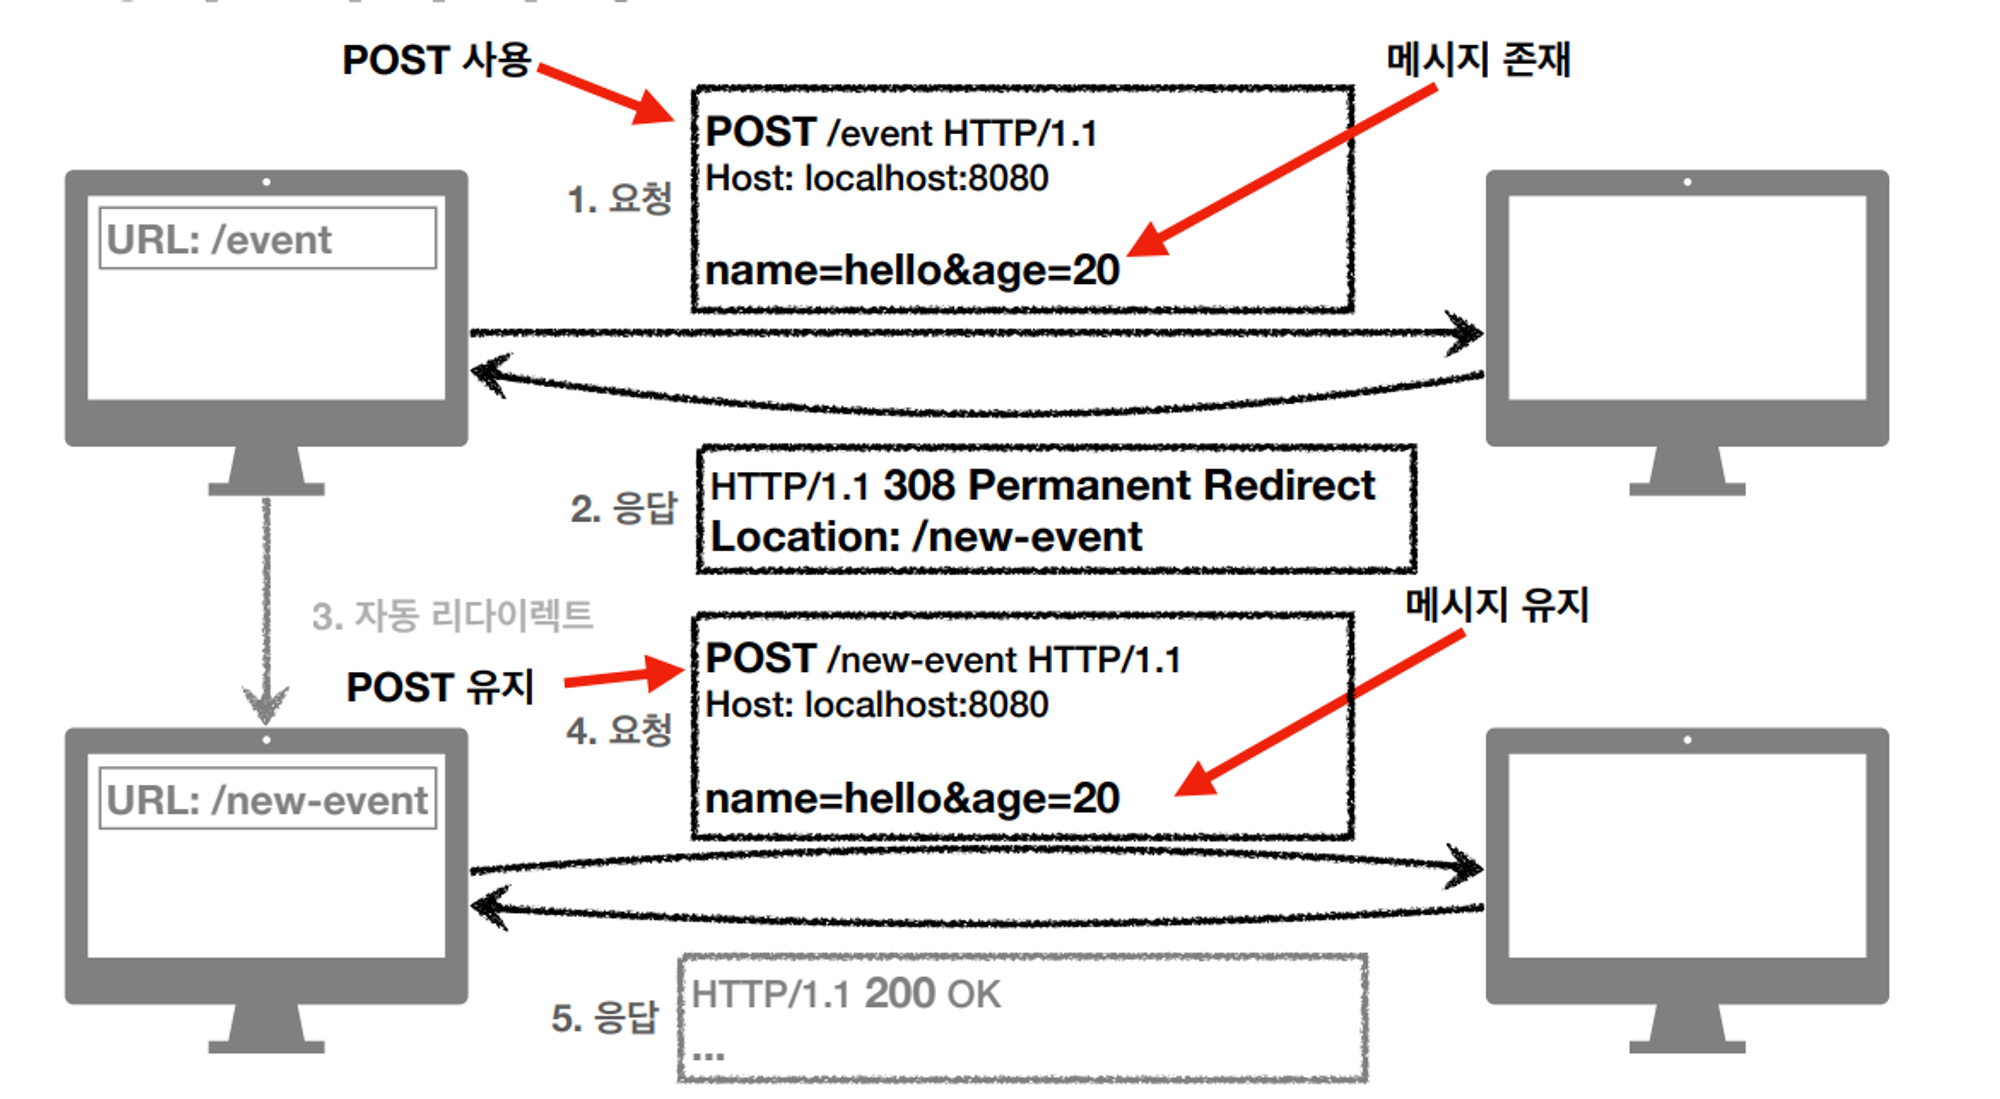 POST 사용
메시지 존재
POST /event HTTP/1.1
Host: localhost:8080
1. 요청
name=hello&age=20
URL: /event
2. 응답
HTTP/1.1 308 Permanent Redirect
Location: /new-event
3. 자동 리다이렉트
메시지 유지
POST 유지
POST /new-event HTTP/1.1
Host: localhost:8080
4. 요청
name=hello&age=20
URL: /new-event
5. 응답
HTTP/1.1 200 OK
...